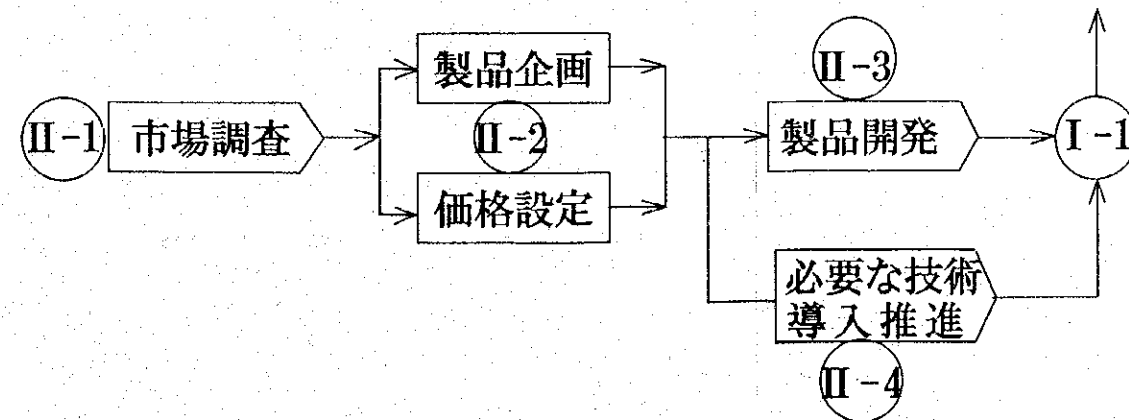 II-1
市場調査
製品企画
II-2
価格設定
II-3
製品開発
I-1
必要な技術
導入推進
II-4